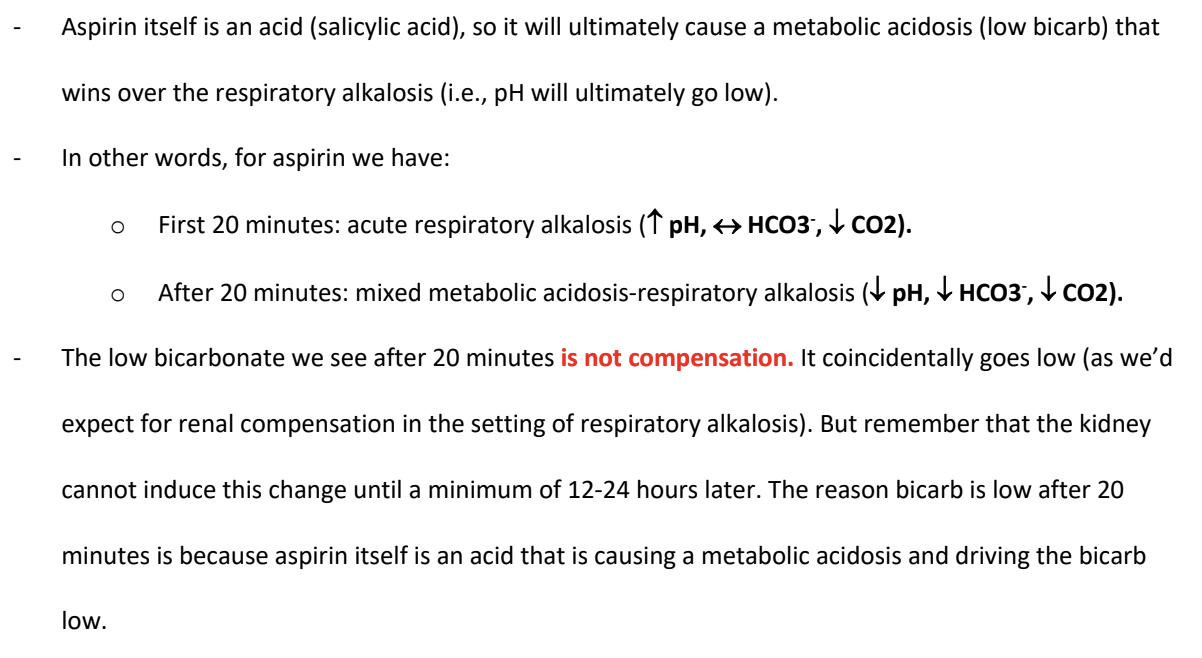 - Aspirin itself is an acid (salicylic acid), so it will ultimately cause a metabolic acidosis (low bicarb) that
wins over the respiratory alkalosis (i.e., pH will ultimately go low).
- In other words, for aspirin we have:
o First 20 minutes: acute respiratory alkalosis (↑ pH, ↔ HCO3⁻, ↓ CO2).
o After 20 minutes: mixed metabolic acidosis-respiratory alkalosis (↓ pH, ↓ HCO3⁻, ↓ CO2).
- The low bicarbonate we see after 20 minutes is not compensation. It coincidentally goes low (as we’d
expect for renal compensation in the setting of respiratory alkalosis). But remember that the kidney
cannot induce this change until a minimum of 12-24 hours later. The reason bicarb is low after 20
minutes is because aspirin itself is an acid that is causing a metabolic acidosis and driving the bicarb
low.